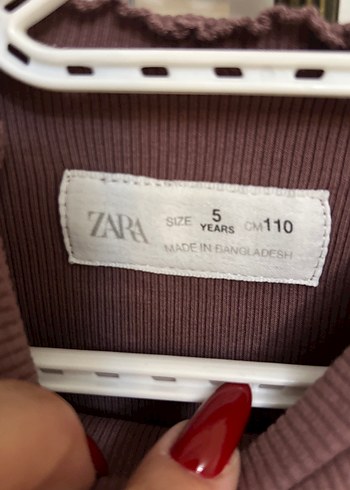 ZARA
SIZE 5 YEARS CM 110
MADE IN BANGLADESH